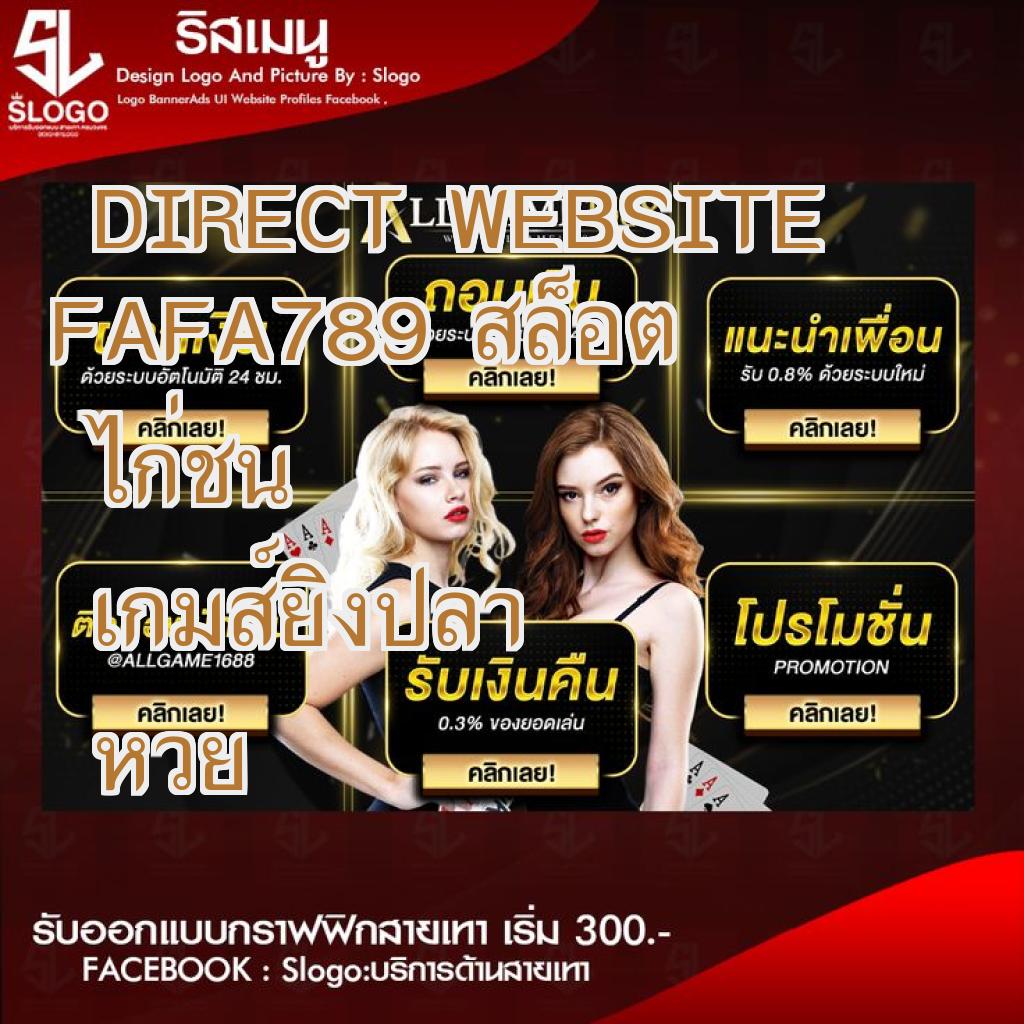 SLOGO
ริสเมนู
Design Logo And Picture By : Slogo
Logo BannerAds UI Website Profiles Facebook .
DIRECT WEBSITE
FAFA789 สล็อต
ไก่ชน
เกมส์ยิงปลา
หวย
ด้วยระบบอัตโนมัติ 24 ชม.
คลิกเลย!
คลิกเลย!
แนะนำเพื่อน
รับ 0.8% ด้วยระบบใหม่
คลิกเลย!
@ALLGAME1688
คลิกเลย!
รับเงินคืน
0.3% ของยอดเล่น
คลิกเลย!
โปรโมชั่น
PROMOTION
คลิกเลย!
รับออกแบบกราฟฟิกสายเทา เริ่ม 300.-
FACEBOOK : Slogo:บริการด้านสายเทา